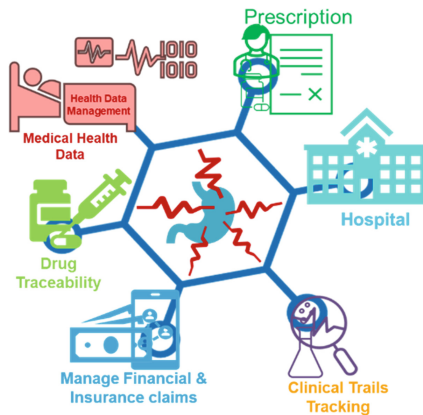 Prescription
1010
1010
Health Data
Management
Medical Health
Data
Hospital
Drug
Traceability
Manage Financial &
Insurance claims
Clinical Trails
Tracking